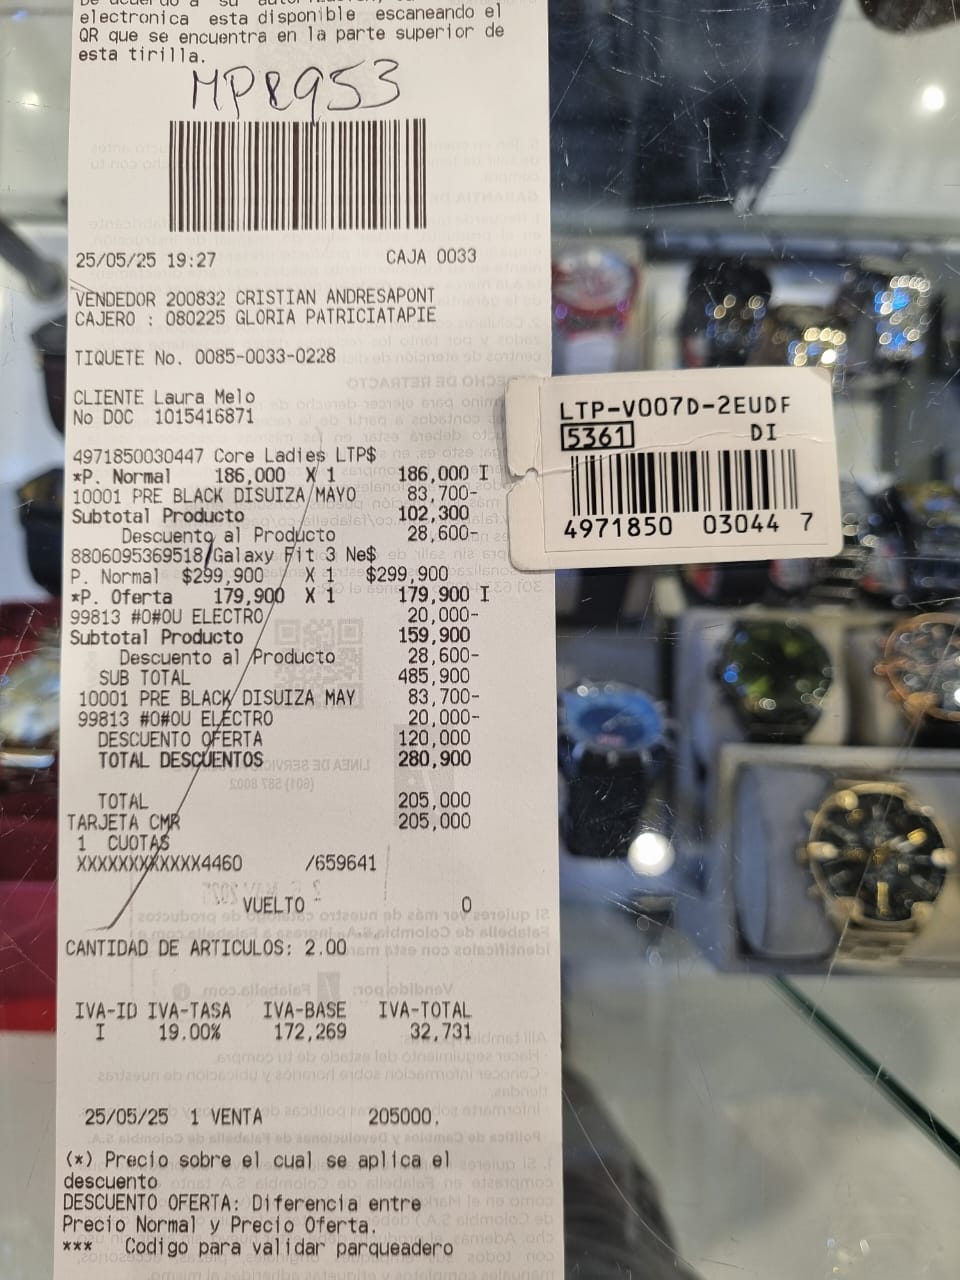 electronica esta disponible escaneando el
QR que se encuentra en la parte superior de
esta tirilla.
MPR953
25/05/25 19:27 CAJA 0033
VENDEDOR 200832 CRISTIAN ANDRESAPONT
CAJERO : 080225 GLORIA PATRICIATAPIE
TIQUETE No. 0085-0033-0228
CLIENTE Laura Melo
No DOC 1015416871
4971850030447 Core Ladies LTP$
*P. Normal 186,000 X 1 186,000 I
10001 PRE BLACK DISUIZA/MAYO 83,700-
Subtotal Producto 102,300
Descuento al Producto 28,600-
8806095369518/Galaxy Fit 3 Ne$
P. Normal $299,900 X 1 $299,900
*P. Oferta 179,900 X 1 179,900 I
99813 #0#0U ELECTRO 20,000-
Subtotal Producto 159,900
Descuento al Producto 28,600-
SUB TOTAL 485,900
10001 PRE BLACK DISUIZA MAY 83,700-
99813 #0#0U ELECTRO 20,000-
DESCUENTO OFERTA 120,000
TOTAL DESCUENTOS 280,900
TOTAL 205,000
TARJETA CMR 205,000
1 CUOTAS
XXXXXXXXXXXX4460 /659641
VUELTO 0
CANTIDAD DE ARTICULOS: 2.00
IVA-ID IVA-TASA IVA-BASE IVA-TOTAL
I 19.00% 172,269 32,731
25/05/25 1 VENTA 205000,
(*) Precio sobre el cual se aplica el
descuento
DESCUENTO OFERTA: Diferencia entre
Precio Normal y Precio Oferta.
*** Codigo para validar parqueadero
LTP-V007D-2EUDF
5361 DI
4971850 03044 7